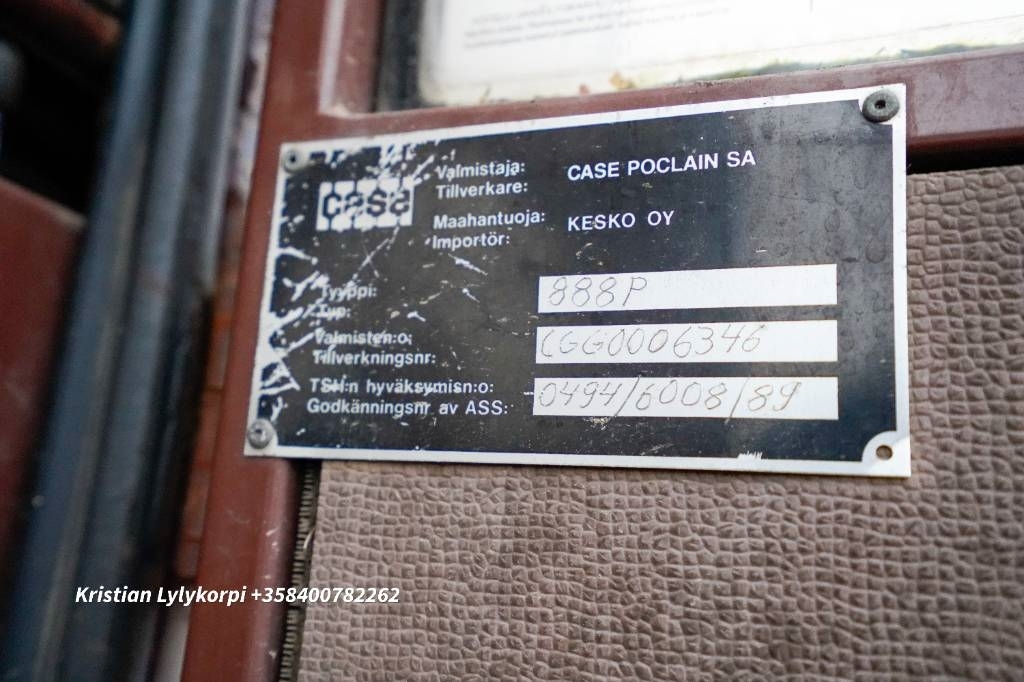 case
Valmistaja: CASE POCLAIN SA
Tillverkare:
Maahantuoja: KESKO OY
Importör:
Tyyppi: 888P
Typ:
Valmisten:o: CGG0006346
Tillverkningsnr:
TSH:n hyväksymisn:o: 0494/6008/89
Godkänningsnr av ASS:
Kristian Lylykorpi +358400782262